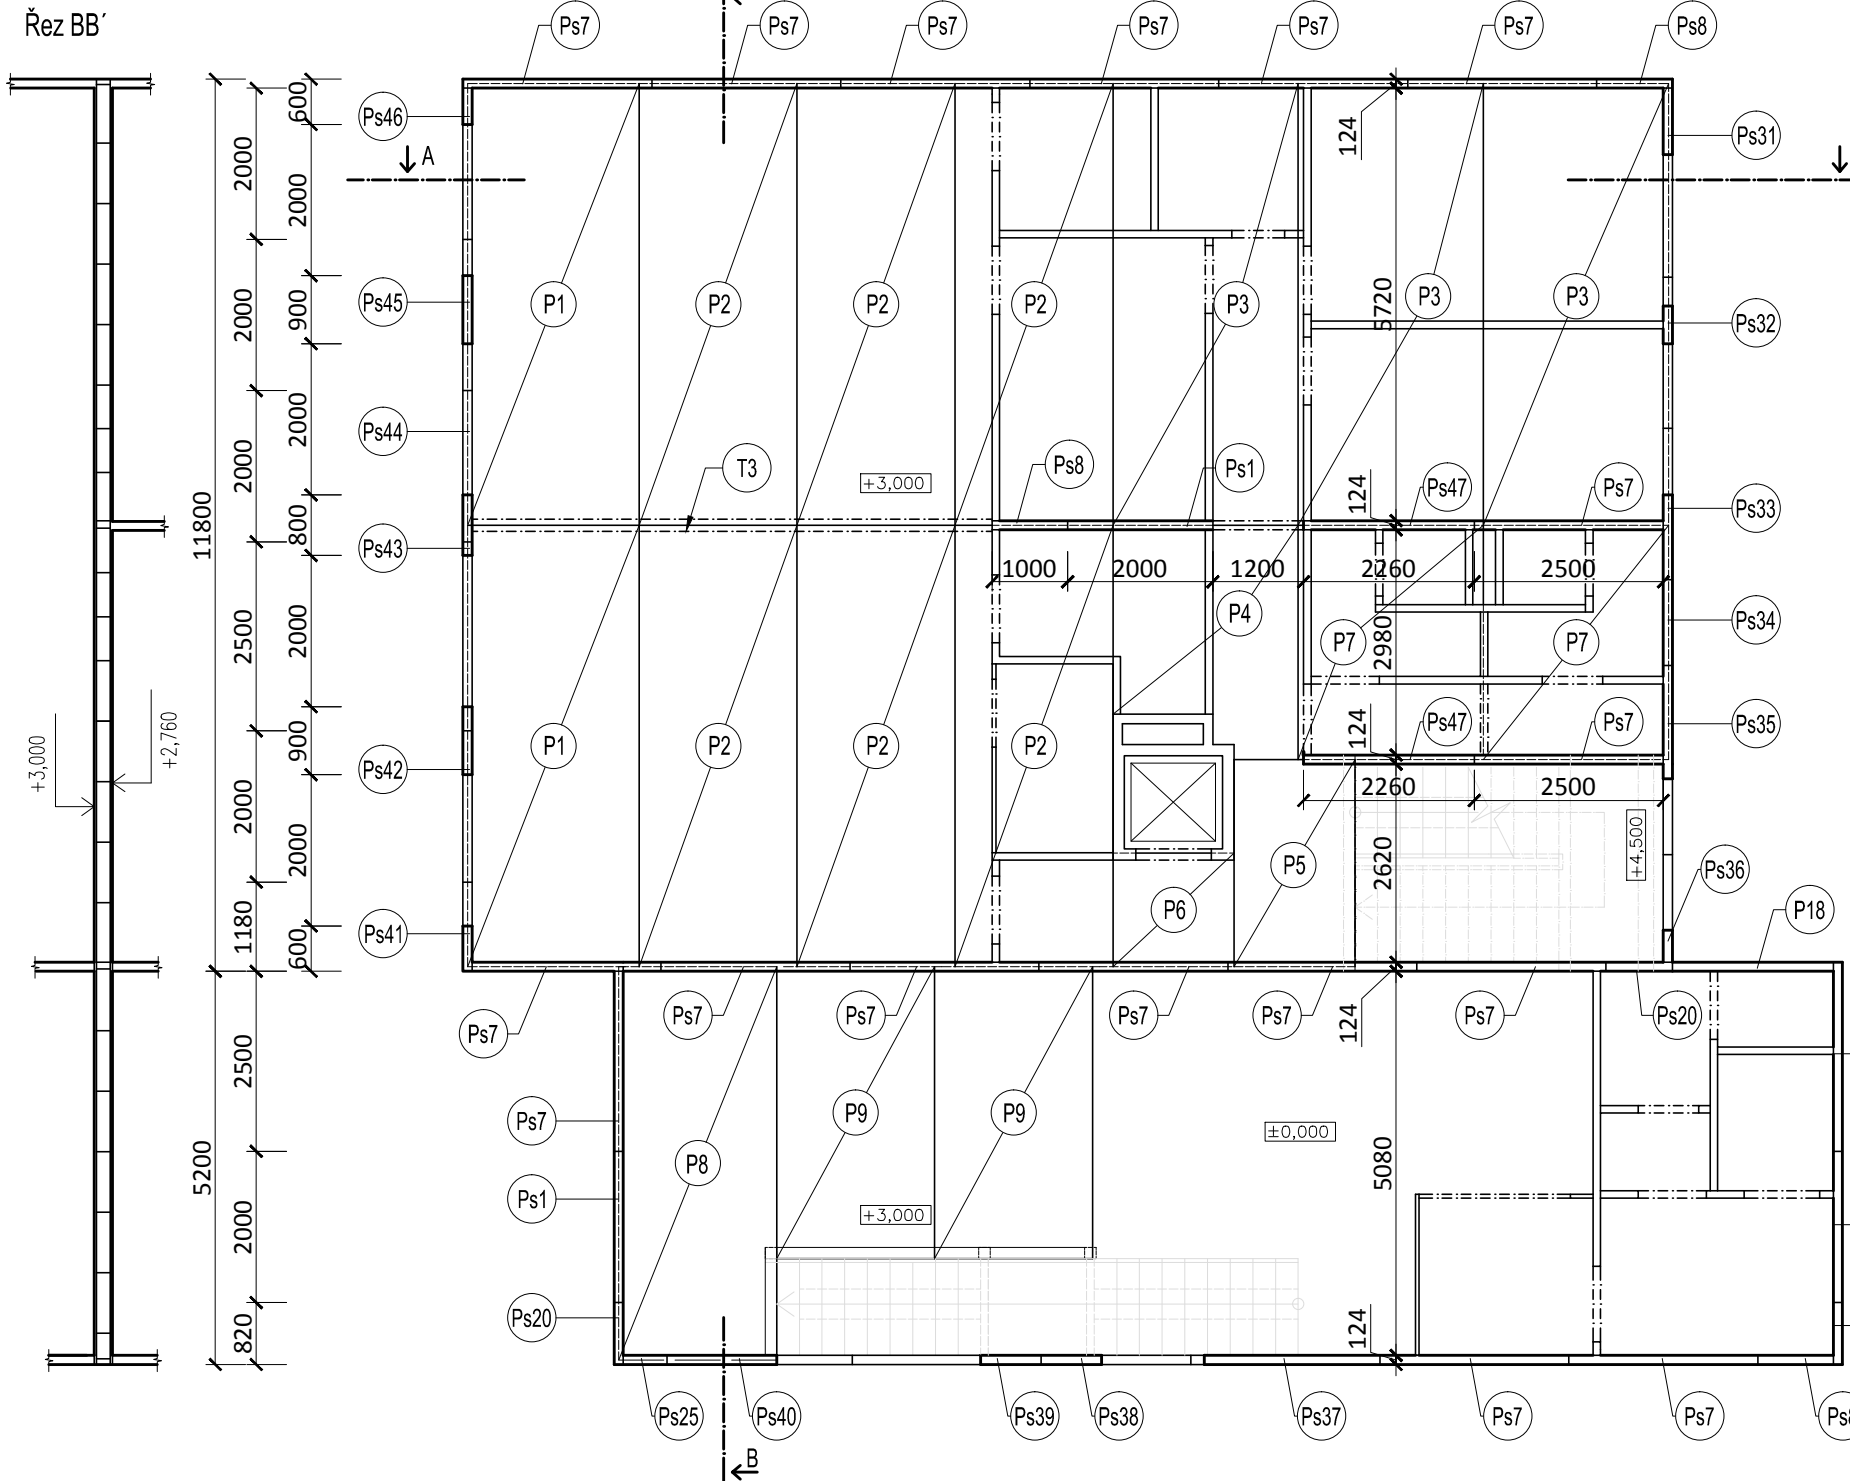 Řez BB´
Ps7
Ps7
Ps7
Ps7
Ps7
Ps7
Ps8
600
Ps46
124
Ps31
2000
A
2000
Ps45
900
2000
P1
P2
P2
P2
P3
5720
P3
P3
Ps32
2000
Ps44
2000
T3
+3,000
Ps8
Ps1
124
Ps47
Ps7
Ps33
11800
800
Ps43
1000
2000
1200
2260
2500
2500
2000
P4
P7
2980
P7
Ps34
+3,000
+2,760
900
Ps42
P1
P2
P2
P2
124
Ps47
Ps7
Ps35
2260
2500
2000
2000
P5
2620
+4,500
Ps36
1180
600
Ps41
P6
P18
Ps7
Ps7
Ps7
Ps7
Ps7
124
Ps7
Ps20
2500
Ps7
P8
P9
P9
±0,000
5200
5080
Ps1
+3,000
2000
Ps20
820
124
Ps25
Ps40
Ps39
Ps38
Ps37
Ps7
Ps7
Ps8
B